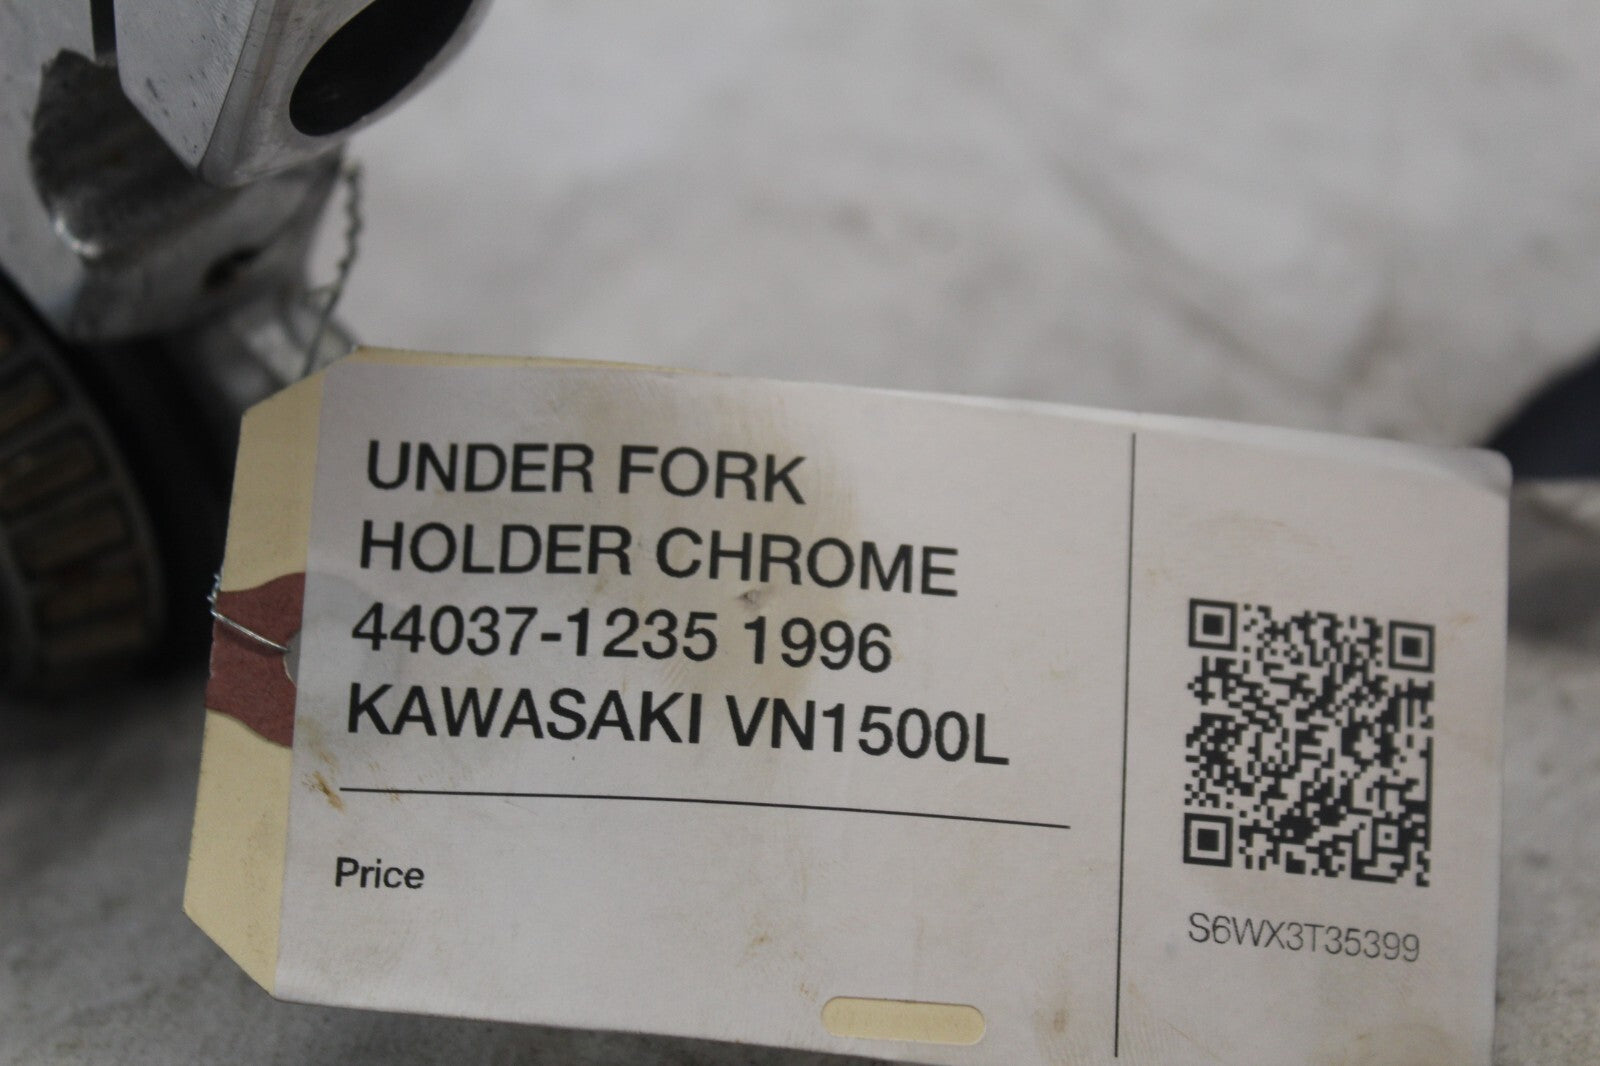 UNDER FORK
HOLDER CHROME
44037-1235 1996
KAWASAKI VN1500L
Price
S6WX3T35399